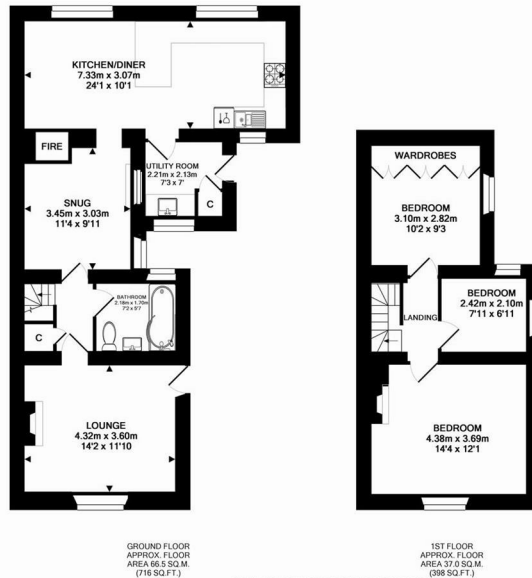 KITCHEN/DINER
7.33m x 3.07m
24'1 x 10'1
FIRE
UTILITY ROOM
2.21m x 2.13m
7'3 x 7'
C
SNUG
3.45m x 3.03m
11'4 x 9'11
BATHROOM
2.18m x 1.70m
7'2 x 5'7
C
LOUNGE
4.32m x 3.60m
14'2 x 11'10
GROUND FLOOR
APPROX. FLOOR
AREA 66.5 SQ.M.
(716 SQ.FT.)
WARDROBES
BEDROOM
3.10m x 2.82m
10'2 x 9'3
BEDROOM
2.42m x 2.10m
7'11 x 6'11
LANDING
BEDROOM
4.38m x 3.69m
14'4 x 12'1
1ST FLOOR
APPROX. FLOOR
AREA 37.0 SQ.M.
(398 SQ.FT.)